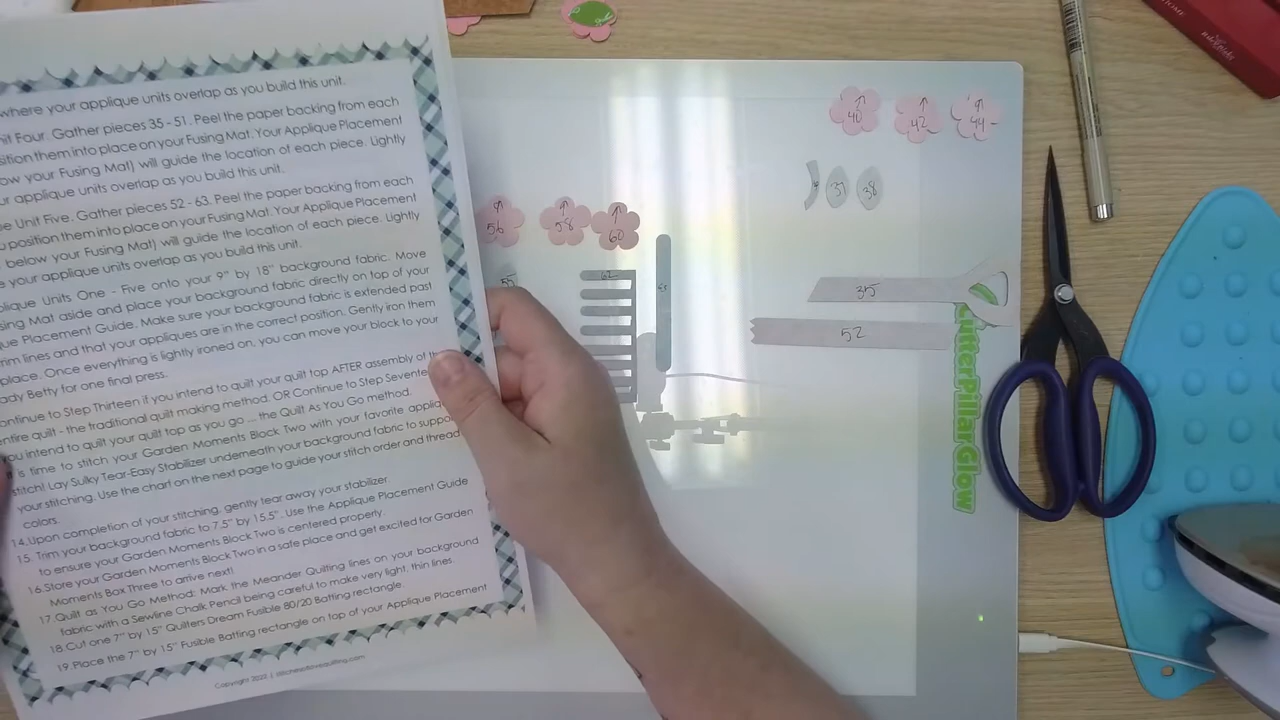 where your applique units overlap as you build this unit.
Four. Gather pieces 35 - 51. Peel the paper backing from each
them into place on your Fusing Mat. Your Applique Placement
your Fusing Mat) will guide the location of each piece. Lightly
applique units overlap as you build this unit.
Unit Five. Gather pieces 52 - 63. Peel the paper backing from each
position them into place on your Fusing Mat. Your Applique Placement
below your Fusing Mat) will guide the location of each piece. Lightly
your applique units overlap as you build this unit.
Units One - Five onto your 9" by 18" background fabric. Move
Mat aside and place your background fabric directly on top of your
Placement Guide. Make sure your background fabric is extended past
trim lines and that your appliques are in the correct position. Gently iron them
place. Once everything is lightly ironed on, you can move your block to your
Betty for one final press.
to Step Thirteen if you intend to quilt your quilt top AFTER assembly of
entire quilt - the traditional quilt making method. OR Continue to Step
you intend to quilt your quilt top as you go .... the Quilt As You Go method.
is time to stitch your Garden Moments Block Two with your favorite
stitch! Lay Sulky Tear-Easy Stabilizer underneath your background fabric to
your stitching. Use the chart on the next page to guide your stitch order and thread
colors.
14. Upon completion of your stitching, gently tear away your stabilizer.
15. Trim your background fabric to 7.5" by 15.5". Use the Applique Placement Guide
to ensure your Garden Moments Block Two is centered properly.
16. Store your Garden Moments Block Two in a safe place and get excited for Garden
Moments Box Three to arrive next!
17. Quilt as You Go Method: Mark the Meander Quilting lines on your background
fabric with a Sewline Chalk Pencil being careful to make very light, thin lines.
18. Cut one 7" by 15" Quilters Dream Fusible 80/20 Batting rectangle.
19. Place the 7" by 15" Fusible Batting rectangle on top of your Applique Placement
40
42
44
37
38
56
58
60
55
62
35
52